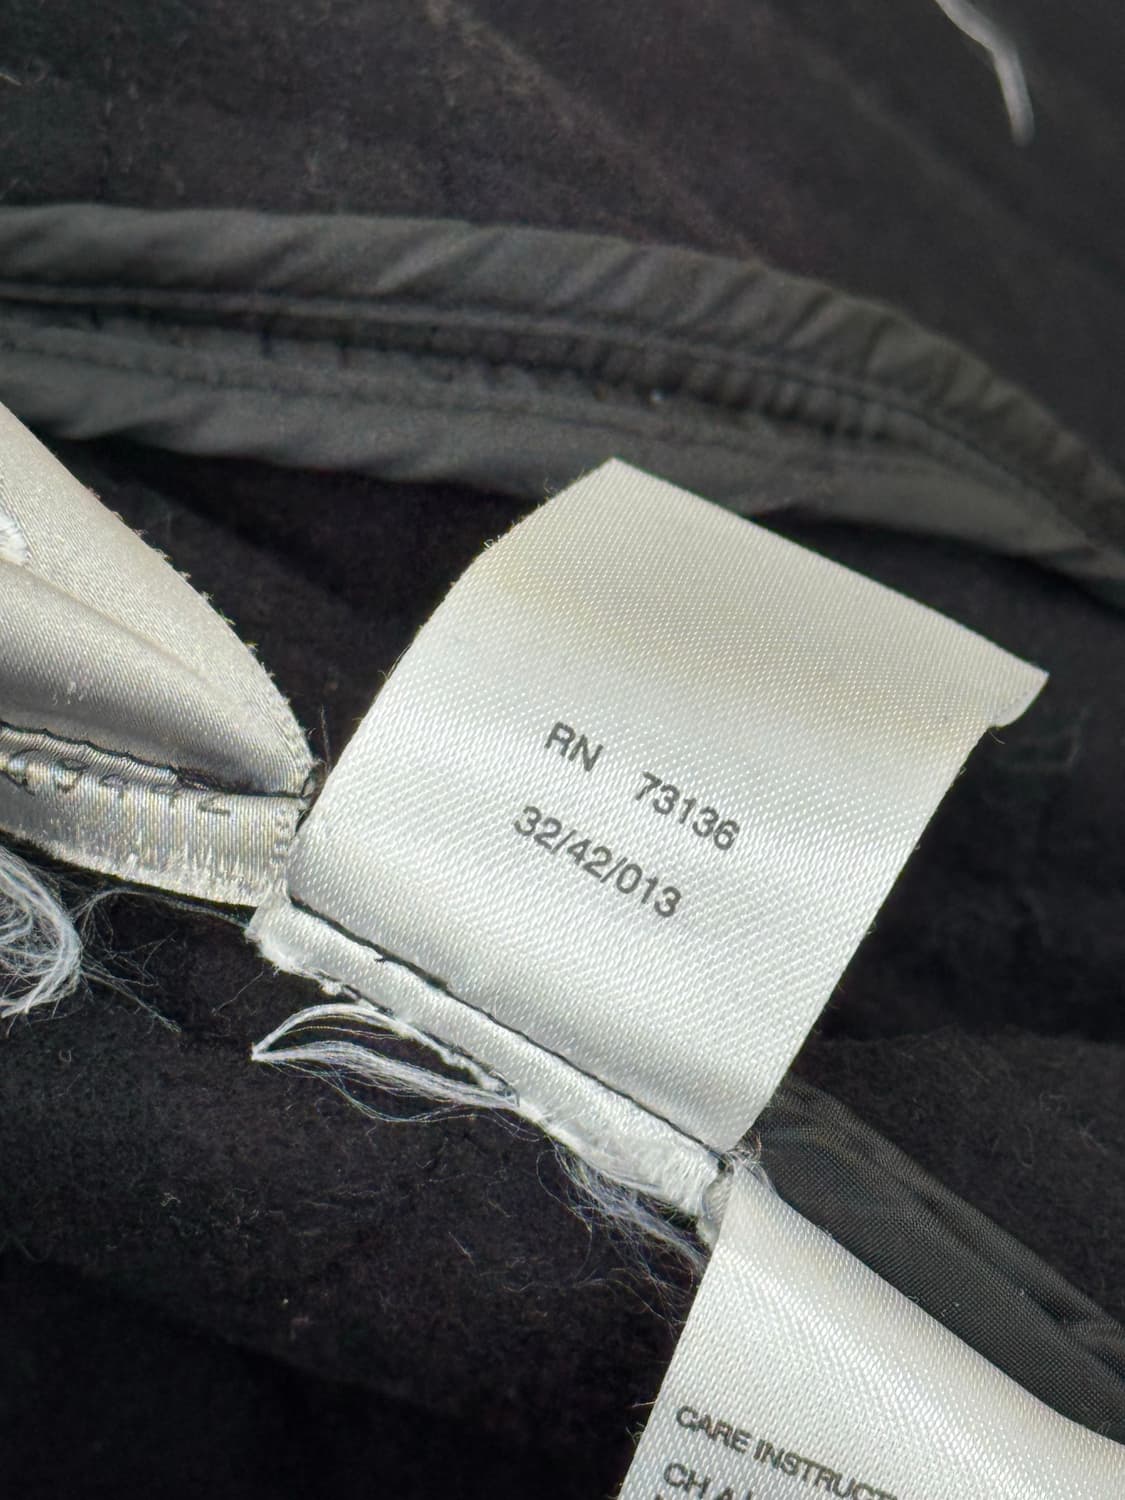 RN 73136
32/42/013
CARE INSTRUCT